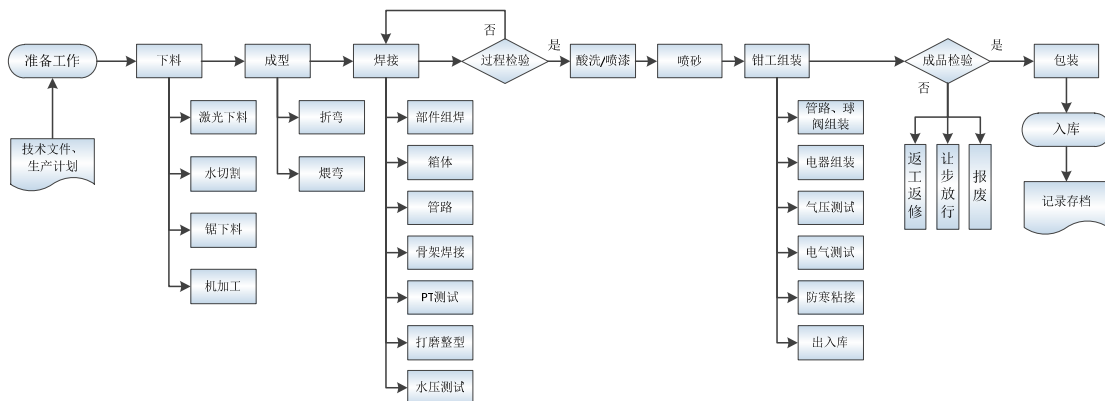 否
准备工作
下料
成型
焊接
过程检验
是
酸洗/喷漆
喷砂
钳工组装
成品检验
是
包装
技术文件、
生产计划
激光下料
水切割
锯下料
机加工
折弯
煨弯
部件组焊
箱体
管路
骨架焊接
PT测试
打磨整型
水压测试
管路、球
阀组装
电器组装
气压测试
电气测试
防寒粘接
出入库
否
返工返修
让步放行
报废
入库
记录存档